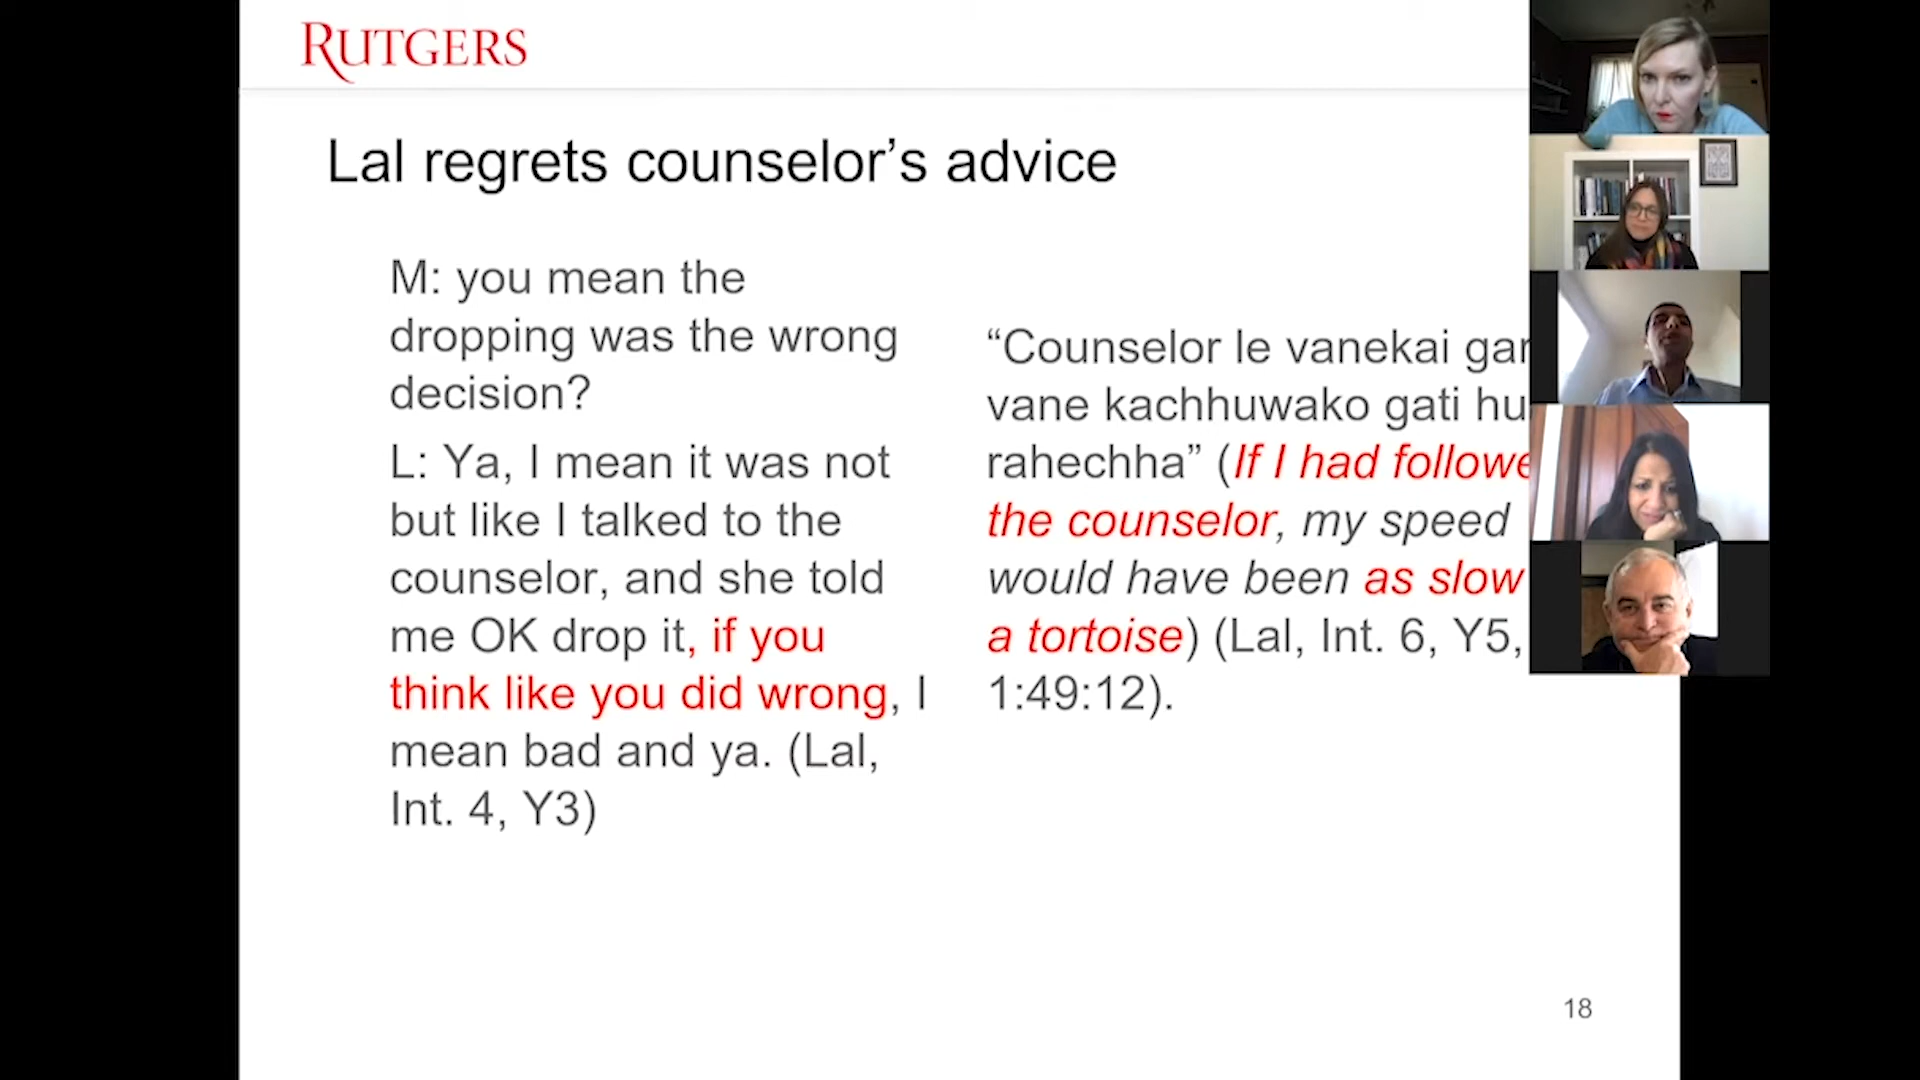 RUTGERS
Lal regrets counselor’s advice
M: you mean the
dropping was the wrong
decision?
L: Ya, I mean it was not
but like I talked to the
counselor, and she told
me OK drop it, if you
think like you did wrong, I
mean bad and ya. (Lal,
Int. 4, Y3)
“Counselor le vanekai
vane kachhuwako gati
rahechha” (If I had
the counselor, my speed
would have been as slow
a tortoise) (Lal, Int. 6, Y5,
1:49:12).
18